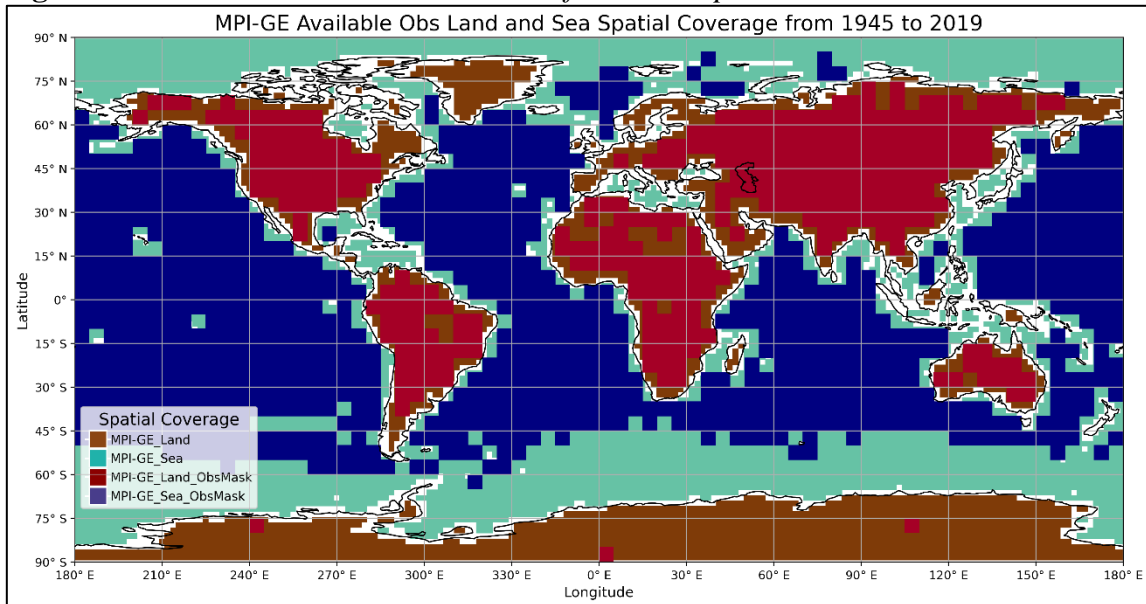 MPI-GE Available Obs Land and Sea Spatial Coverage from 1945 to 2019
90° N
75° N
60° N
45° N
30° N
15° N
0°
15° S
30° S
45° S
60° S
75° S
90° S
Latitude
Spatial Coverage
MPI-GE_Land
MPI-GE_Sea
MPI-GE_Land_ObsMask
MPI-GE_Sea_ObsMask
180° E 210° E 240° E 270° E 300° E 330° E 0° E 30° E 60° E 90° E 120° E 150° E 180° E
Longitude